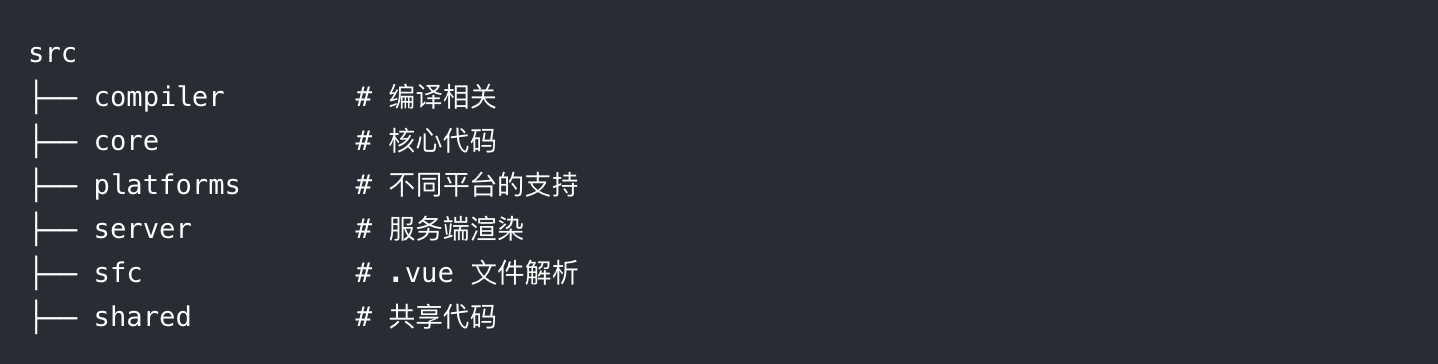 src
├── compiler        # 编译相关
├── core            # 核心代码
├── platforms       # 不同平台的支持
├── server          # 服务端渲染
├── sfc             # .vue 文件解析
├── shared          # 共享代码